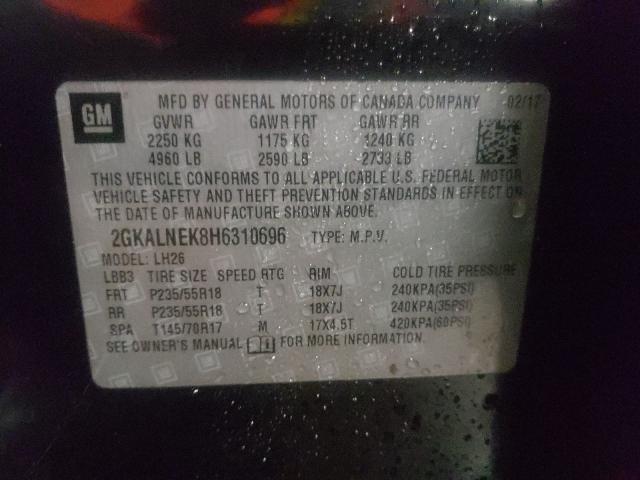 GM
MFD BY GENERAL MOTORS OF CANADA COMPANY 02/17
GVWR GAWR FRT GAWR RR
2250 KG 1175 KG 1240 KG
4960 LB 2590 LB 2733 LB
THIS VEHICLE CONFORMS TO ALL APPLICABLE U.S. FEDERAL MOTOR
VEHICLE SAFETY AND THEFT PREVENTION STANDARDS IN EFFECT ON
THE DATE OF MANUFACTURE SHOWN ABOVE.
2GKALNEK8H6310696 TYPE: M.P.V.
MODEL: LH26
LBB3 TIRE SIZE SPEED RTG RIM COLD TIRE PRESSURE
FRT P235/55R18 T 18X7J 240KPA(35PSI)
RR P235/55R18 T 18X7J 240KPA(35PSI)
SPA T145/70R17 M 17X4.5T 420KPA(60PSI)
SEE OWNER'S MANUAL FOR MORE INFORMATION.